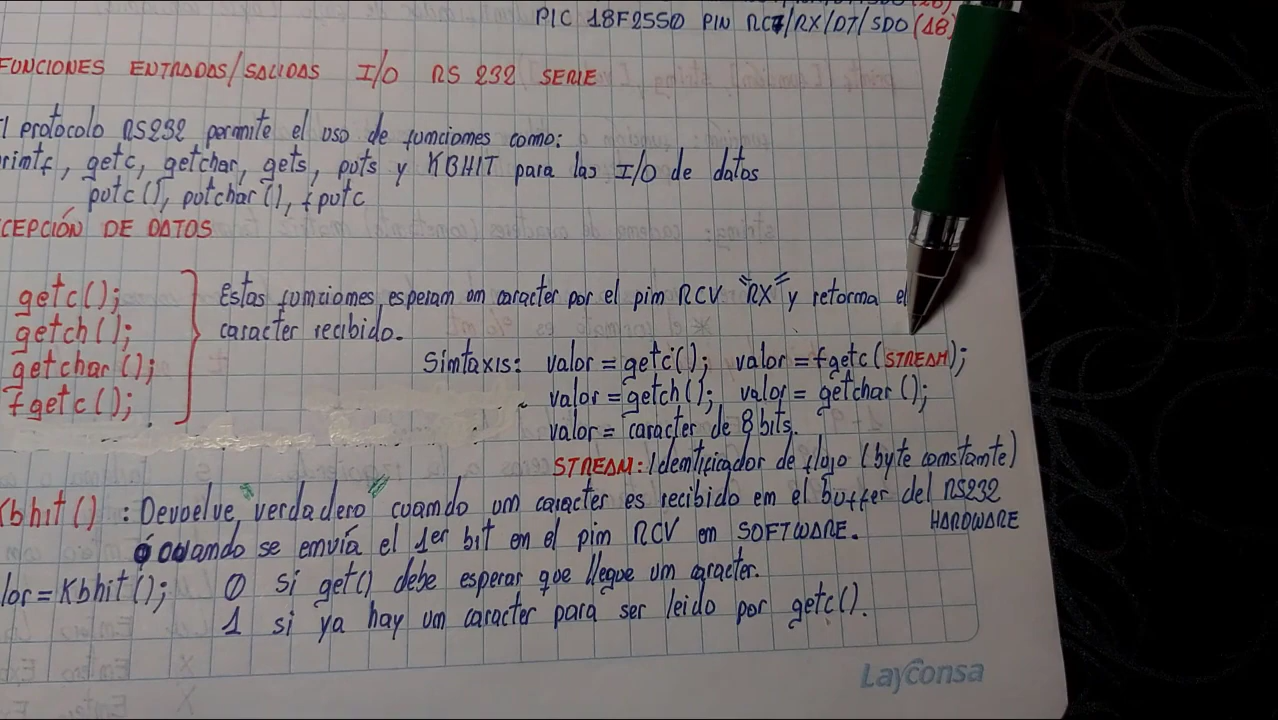 PIC 18F2550 PIN RC7/RX/DT/SDO (18)
FUNCIONES ENTRADAS/SALIDAS I/O RS 232 SERIE
l protocolo RS232 permite el uso de funciones como:
rintf, getc, getchar, gets, puts y KBHIT para las I/O de datos
putc(), putchar(), fputc
CEPCIÓN DE DATOS
getc();
getch();
getchar();
fgetc();
Estas funciones esperan un caracter por el pin RCV "RX" y retorna el
caracter recibido.
Sintaxis: valor = getc(); valor = fgetc(STREAM);
valor = getch(); valor = getchar();
valor = caracter de 8 bits.
STREAM: Identificador de flujo (byte constante)
Kbhit() : Devuelve "verdadero" cuando un caracter es recibido en el buffer del RS232
HARDWARE
ó cuando se envía el 1er bit en el pin RCV en SOFTWARE.
lor = Kbhit(); 0 si get() debe esperar que llegue un caracter.
1 si ya hay un caracter para ser leido por getc().
Layconsa